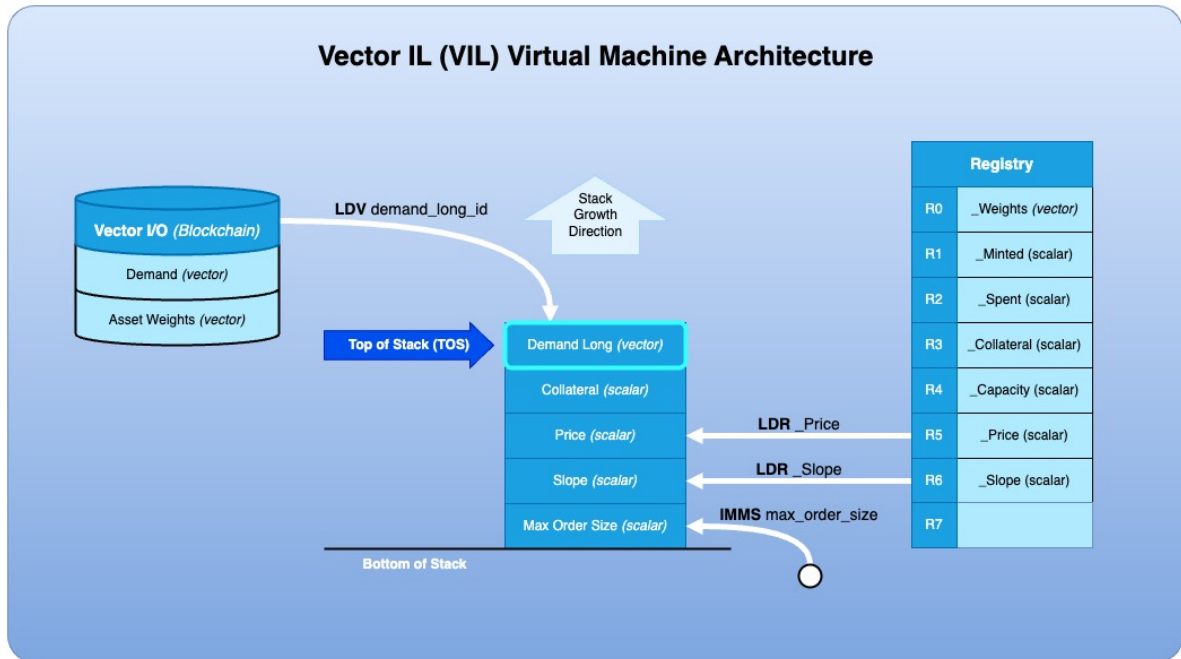 Vector IL (VIL) Virtual Machine Architecture
Vector I/O (Blockchain)
Demand (vector)
Asset Weights (vector)
LDV demand_long_id
Stack
Growth
Direction
Top of Stack (TOS)
Demand Long (vector)
Collateral (scalar)
Price (scalar)
Slope (scalar)
Max Order Size (scalar)
Bottom of Stack
LDR _Price
LDR _Slope
IMMS max_order_size
Registry
R0 _Weights (vector)
R1 _Minted (scalar)
R2 _Spent (scalar)
R3 _Collateral (scalar)
R4 _Capacity (scalar)
R5 _Price (scalar)
R6 _Slope (scalar)
R7